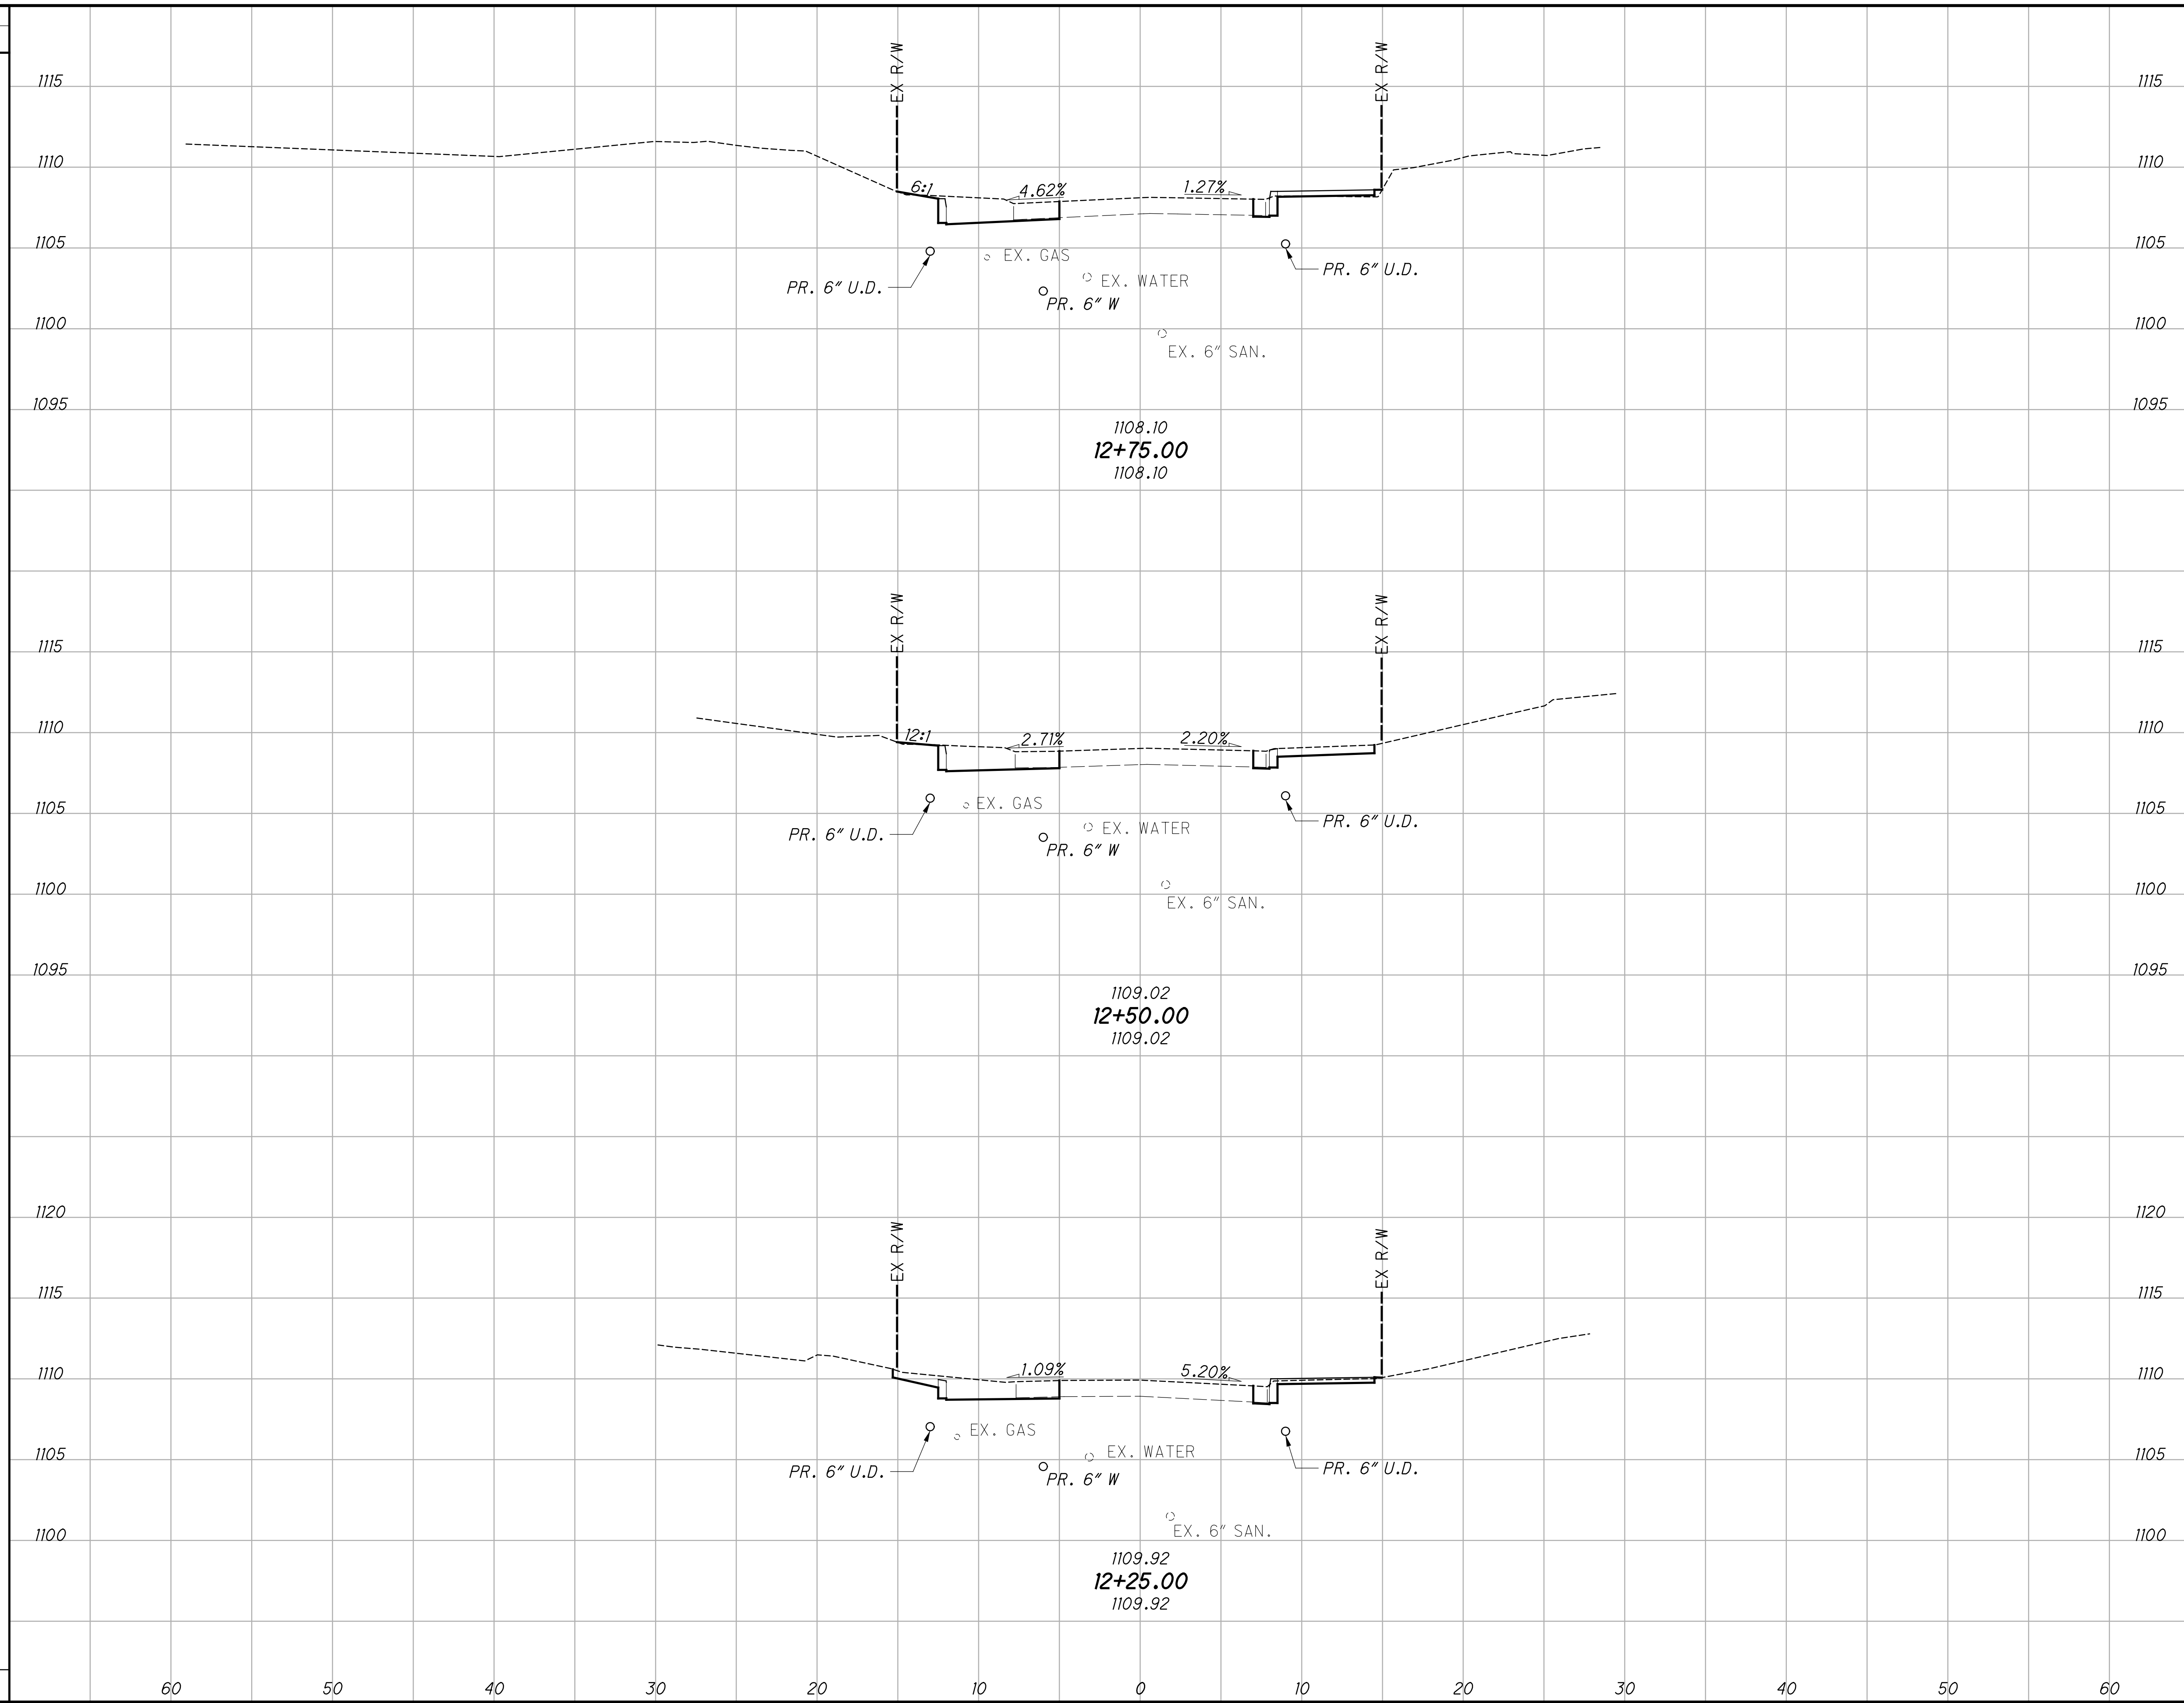 EX R/W EX R/W
1115 1115
1110 1110
6:1 4.62% 1.27%
1105 1105
EX. GAS
PR. 6" U.D. EX. WATER PR. 6" U.D.
PR. 6" W
1100 1100
EX. 6" SAN.
1095 1095
1108.10
12+75.00
1108.10
EX R/W EX R/W
1115 1115
1110 1110
12:1 2.71% 2.20%
1105 EX. GAS 1105
PR. 6" U.D. EX. WATER PR. 6" U.D.
PR. 6" W
1100 1100
EX. 6" SAN.
1095 1095
1109.02
12+50.00
1109.02
1120 1120
EX R/W EX R/W
1115 1115
1110 1.09% 5.20% 1110
EX. GAS
1105 EX. WATER 1105
PR. 6" U.D. PR. 6" W PR. 6" U.D.
1100 EX. 6" SAN. 1100
1109.92
12+25.00
1109.92
60 50 40 30 20 10 0 10 20 30 40 50 60